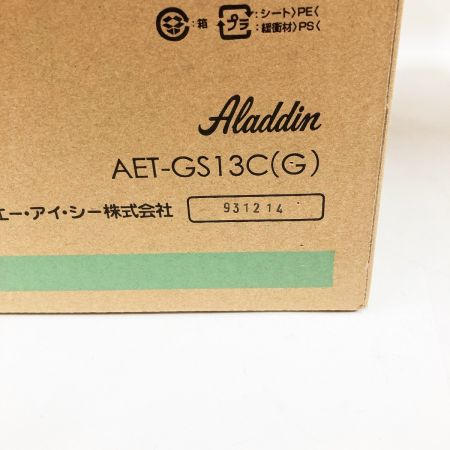 :箱 プラ :シート〉PE〈
:緩衝材〉PS〈
Aladdin
AET-GS13C(G)
エー・アイ・シー株式会社 931214